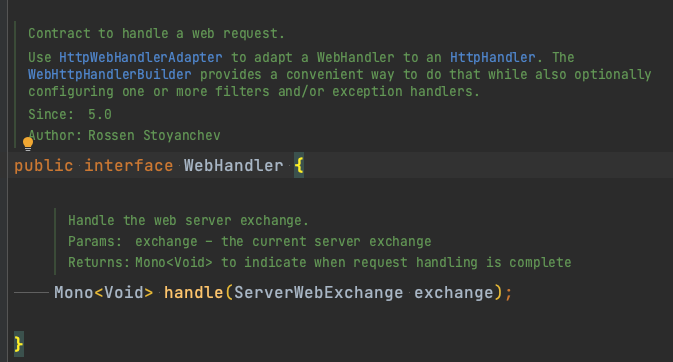 Contract to handle a web request.
Use HttpWebHandlerAdapter to adapt a WebHandler to an HttpHandler. The
WebHttpHandlerBuilder provides a convenient way to do that while also optionally
configuring one or more filters and/or exception handlers.
Since: 5.0
Author: Rossen Stoyanchev
public interface WebHandler {
Handle the web server exchange.
Params: exchange – the current server exchange
Returns: Mono<Void> to indicate when request handling is complete
Mono<Void> handle(ServerWebExchange exchange);
}